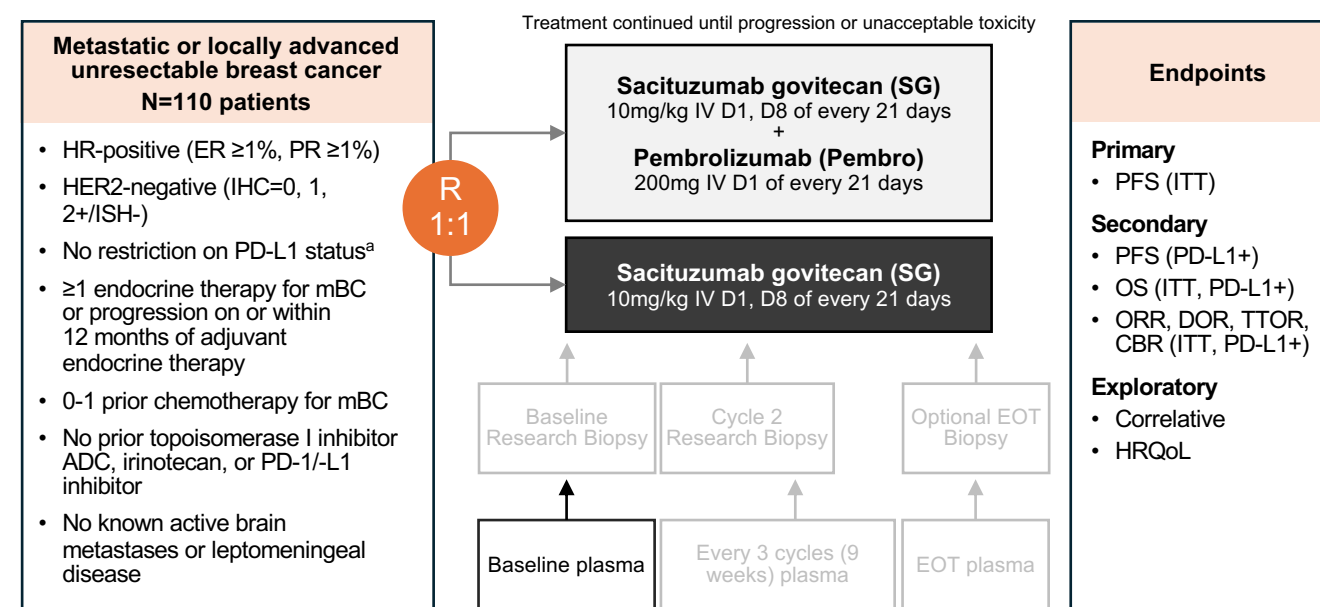 Metastatic or locally advanced
unresectable breast cancer
N=110 patients
• HR-positive (ER ≥1%, PR ≥1%)
• HER2-negative (IHC=0, 1,
2+/ISH-)
• No restriction on PD-L1 statusᵃ
• ≥1 endocrine therapy for mBC
or progression on or within
12 months of adjuvant
endocrine therapy
• 0-1 prior chemotherapy for mBC
• No prior topoisomerase I inhibitor
ADC, irinotecan, or PD-1/-L1
inhibitor
• No known active brain
metastases or leptomeningeal
disease
R
1:1
Treatment continued until progression or unacceptable toxicity
Sacituzumab govitecan (SG)
10mg/kg IV D1, D8 of every 21 days
+
Pembrolizumab (Pembro)
200mg IV D1 of every 21 days
Sacituzumab govitecan (SG)
10mg/kg IV D1, D8 of every 21 days
Baseline
Research Biopsy
Cycle 2
Research Biopsy
Optional EOT
Biopsy
Baseline plasma
Every 3 cycles (9
weeks) plasma
EOT plasma
Endpoints
Primary
• PFS (ITT)
Secondary
• PFS (PD-L1+)
• OS (ITT, PD-L1+)
• ORR, DOR, TTOR,
CBR (ITT, PD-L1+)
Exploratory
• Correlative
• HRQoL